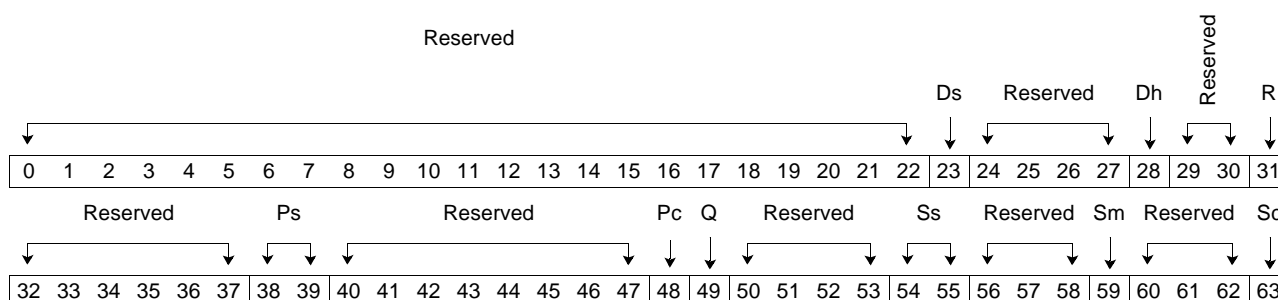 Reserved
Ds Reserved Dh Reserved R
0 1 2 3 4 5 6 7 8 9 10 11 12 13 14 15 16 17 18 19 20 21 22 23 24 25 26 27 28 29 30 31
Reserved Ps Reserved Pc Q Reserved Ss Reserved Sm Reserved
32 33 34 35 36 37 38 39 40 41 42 43 44 45 46 47 48 49 50 51 52 53 54 55 56 57 58 59 60 61 62 63